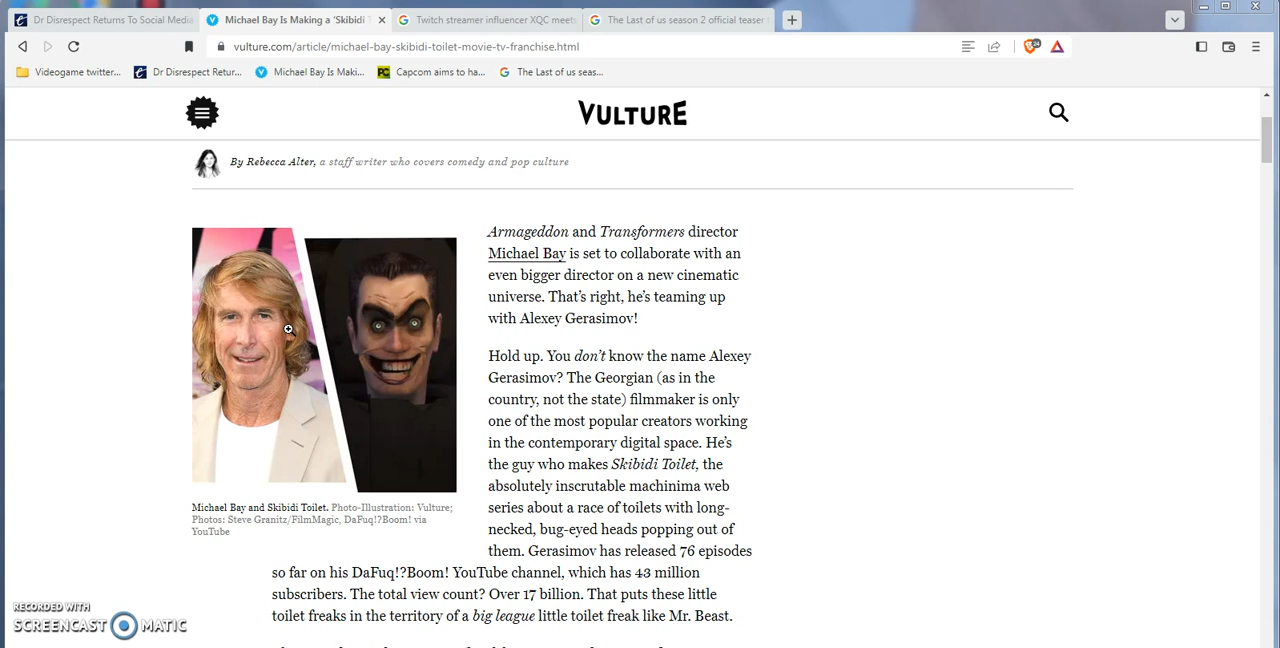 Dr Disrespect Returns To Social Media
Michael Bay Is Making a 'Skibidi T
Twitch streamer influencer XQC meets
The Last of us season 2 official teaser
vulture.com/article/michael-bay-skibidi-toilet-movie-tv-franchise.html
Videogame twitter...
Dr Disrespect Retur...
Michael Bay Is Maki...
Capcom aims to ha...
The Last of us seas...
VULTURE
By Rebecca Alter, a staff writer who covers comedy and pop culture
Armageddon and Transformers director
Michael Bay is set to collaborate with an
even bigger director on a new cinematic
universe. That's right, he's teaming up
with Alexey Gerasimov!
Hold up. You don't know the name Alexey
Gerasimov? The Georgian (as in the
country, not the state) filmmaker is only
one of the most popular creators working
in the contemporary digital space. He's
the guy who makes Skibidi Toilet, the
absolutely inscrutable machinima web
series about a race of toilets with long-
necked, bug-eyed heads popping out of
them. Gerasimov has released 76 episodes
so far on his DaFuq!?Boom! YouTube channel, which has 43 million
subscribers. The total view count? Over 17 billion. That puts these little
toilet freaks in the territory of a big league little toilet freak like Mr. Beast.
Michael Bay and Skibidi Toilet. Photo-Illustration: Vulture;
Photos: Steve Granitz/FilmMagic, DaFuq!?Boom! via
YouTube
RECORDED WITH
SCREENCAST MATIC